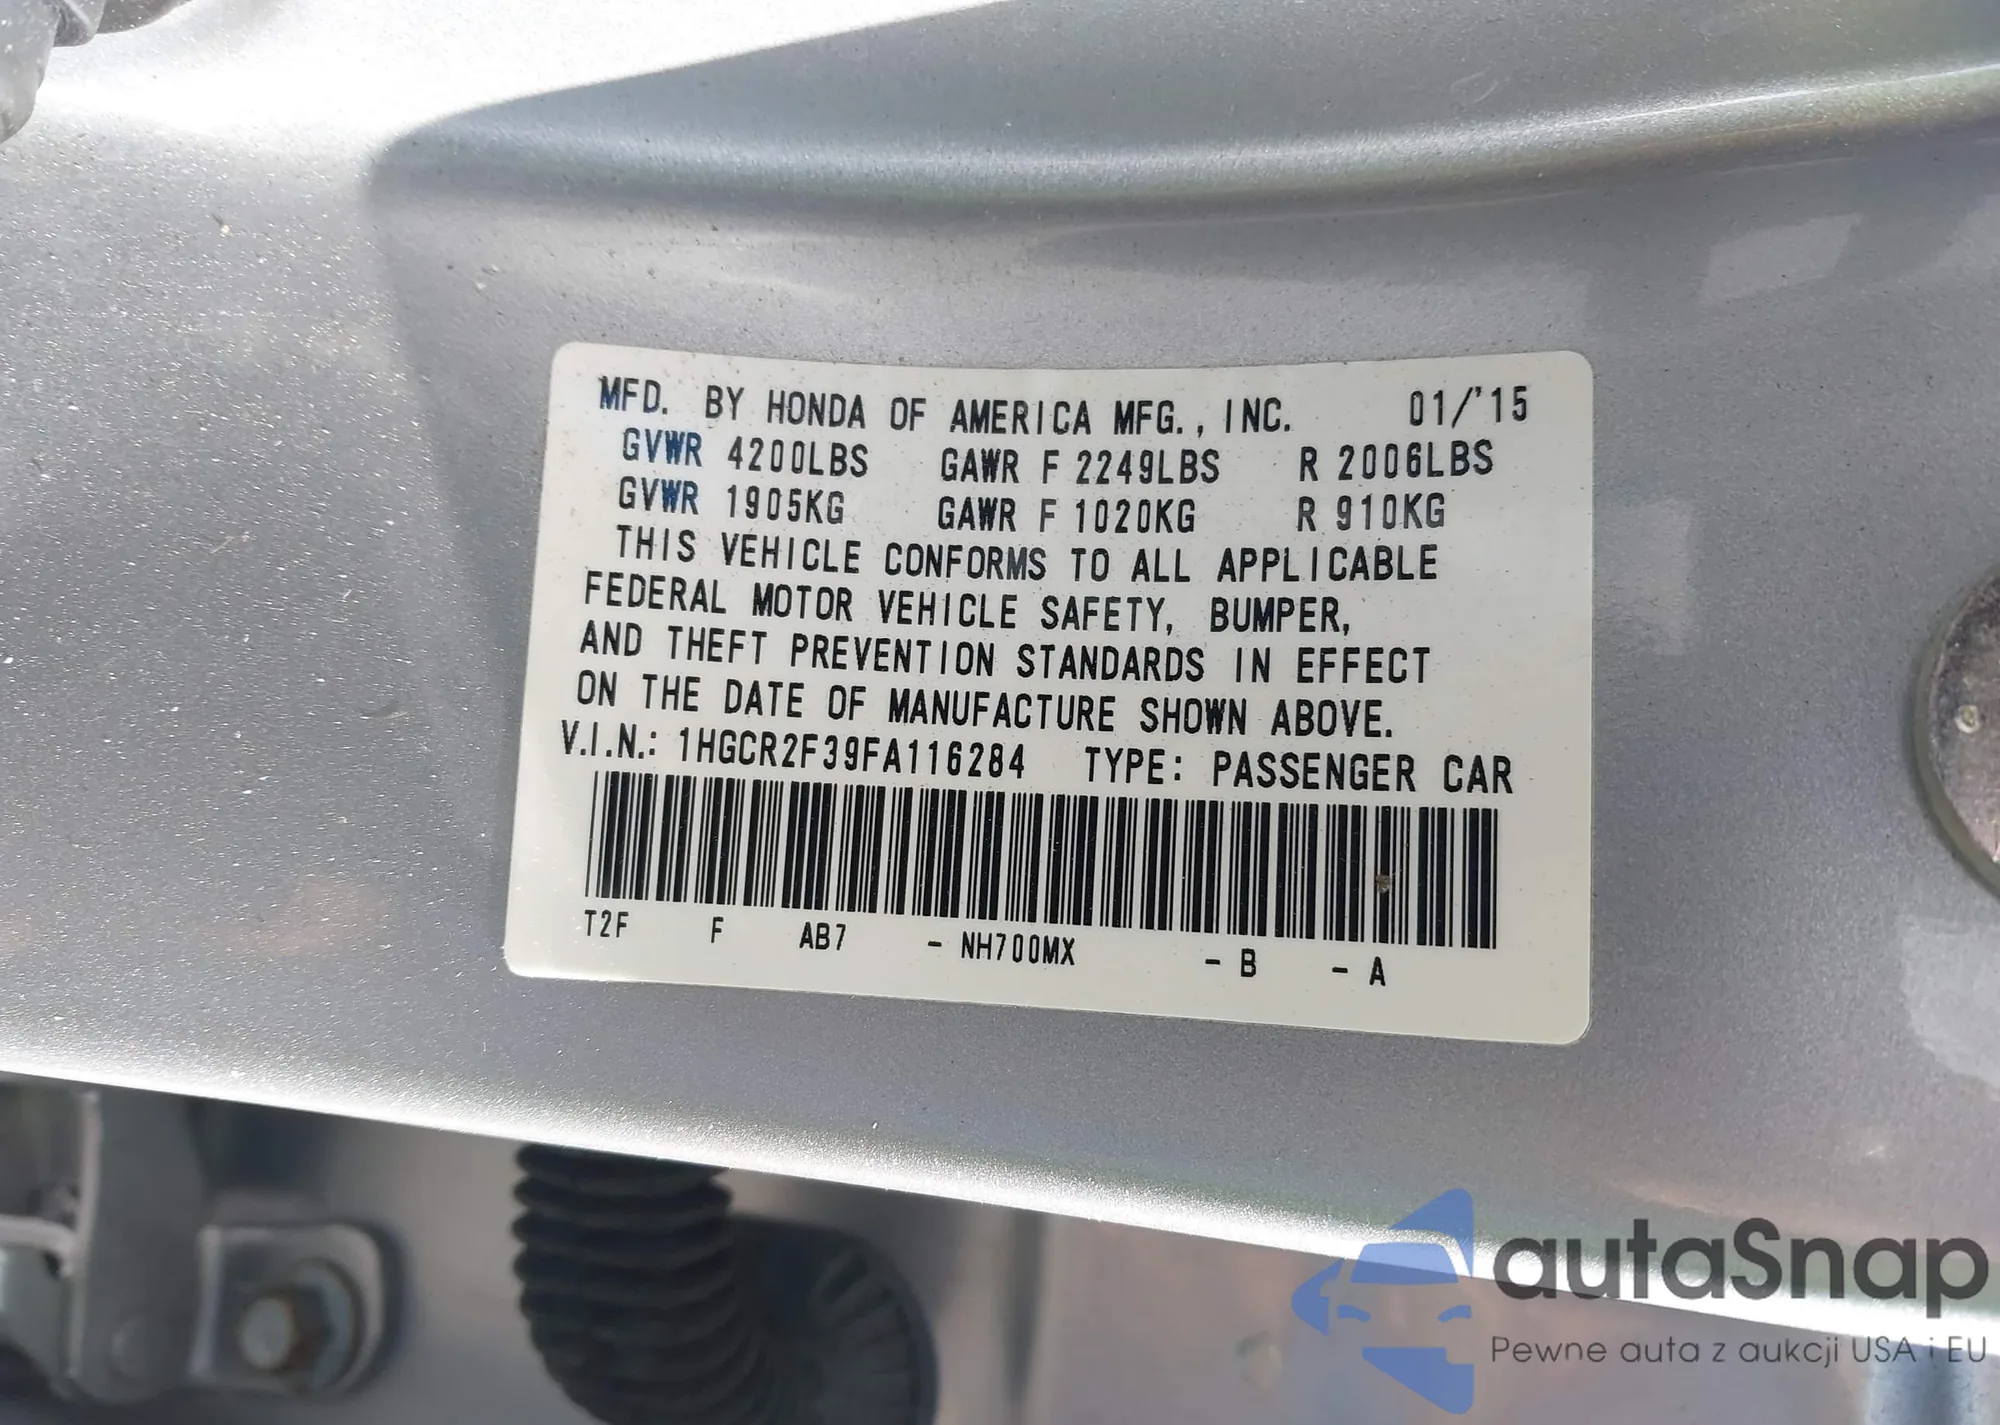 MFD. BY HONDA OF AMERICA MFG., INC. 01/'15
GVWR 4200LBS GAWR F 2249LBS R 2006LBS
GVWR 1905KG GAWR F 1020KG R 910KG
THIS VEHICLE CONFORMS TO ALL APPLICABLE
FEDERAL MOTOR VEHICLE SAFETY, BUMPER,
AND THEFT PREVENTION STANDARDS IN EFFECT
ON THE DATE OF MANUFACTURE SHOWN ABOVE.
V.I.N.: 1HGCR2F39FA116284 TYPE: PASSENGER CAR
T2F F AB7 - NH700MX - B - A
autaSnap
Pewne auta z aukcji USA i EU